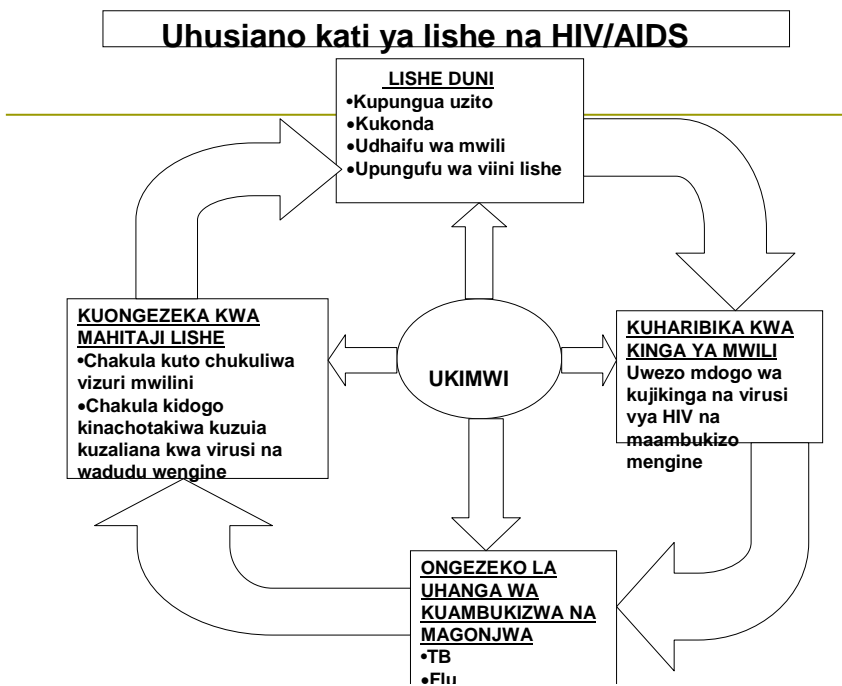 Uhusiano kati ya lishe na HIV/AIDS
LISHE DUNI
•Kupungua uzito
•Kukonda
•Udhaifu wa mwili
•Upungufu wa viini lishe
KUONGEZEKA KWA
MAHITAJI LISHE
•Chakula kuto chukuliwa
vizuri mwilini
•Chakula kidogo
kinachotakiwa kuzuia
kuzaliana kwa virusi na
wadudu wengine
UKIMWI
KUHARIBIKA KWA
KINGA YA MWILI
Uwezo mdogo wa
kujikinga na virusi
vya HIV na
maambukizo
mengine
ONGEZEKO LA
UHANGA WA
KUAMBUKIZWA NA
MAGONJWA
•TB
•Flu